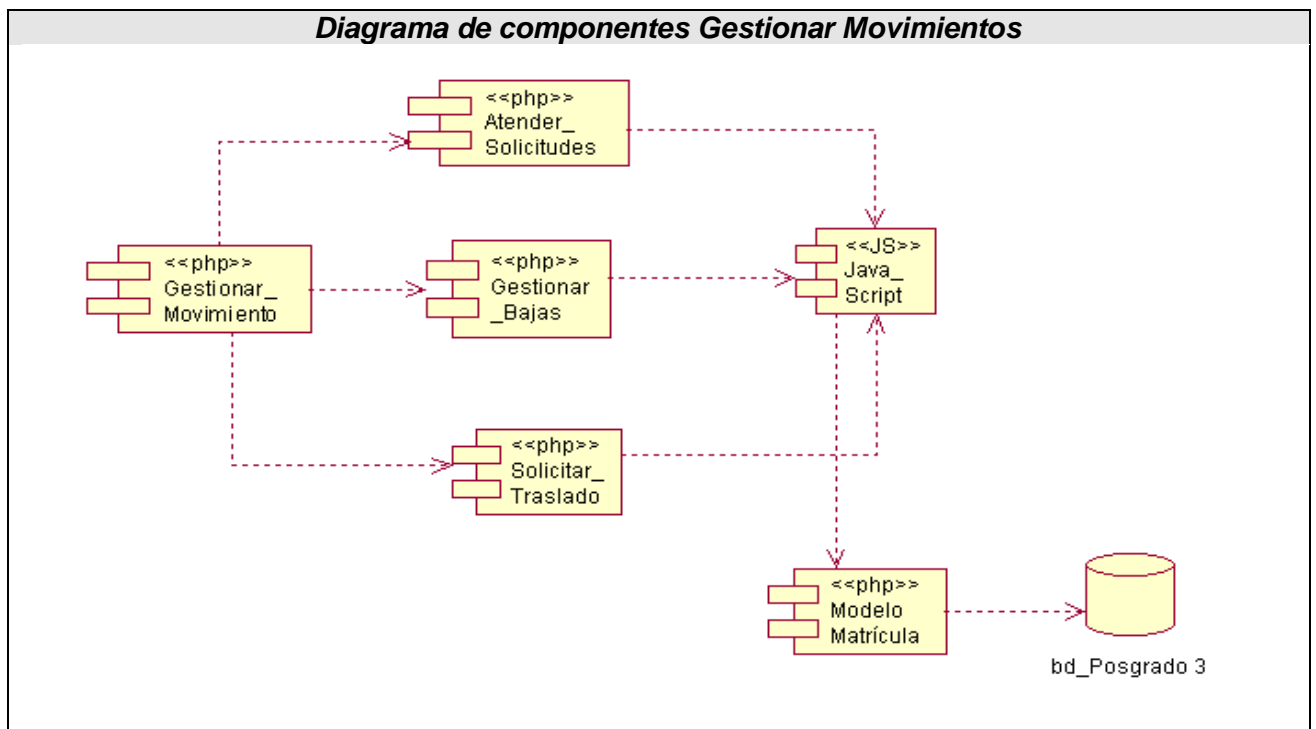 Diagrama de componentes Gestionar Movimientos
<<php>>
Atender_
Solicitudes
<<php>>
Gestionar_
Movimiento
<<php>>
Gestionar
_Bajas
<<JS>>
Java_
Script
<<php>>
Solicitar_
Traslado
<<php>>
Modelo
Matrícula
bd_Posgrado 3